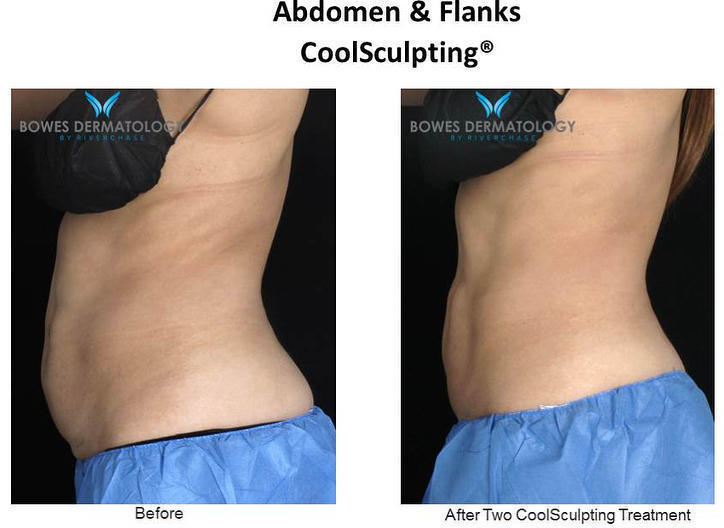 Abdomen & Flanks
CoolSculpting®
BOWES DERMATOLOGY
BY RIVERCHASE
BOWES DERMATOLOGY
BY RIVERCHASE
Before
After Two CoolSculpting Treatment